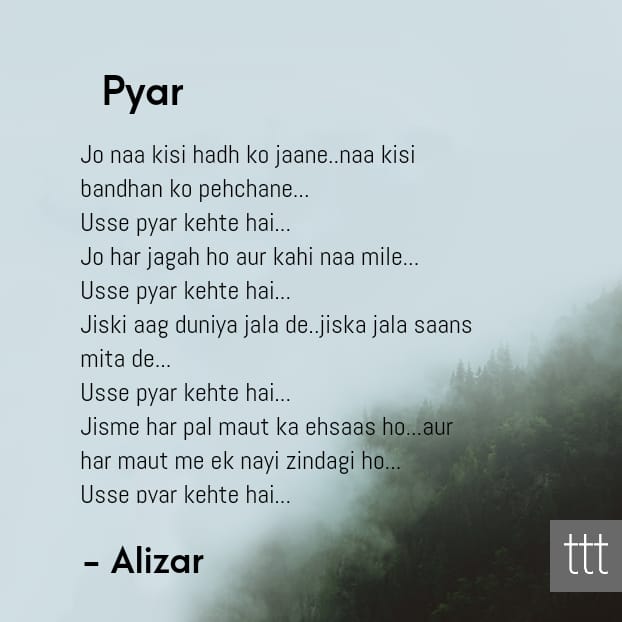 Pyar
Jo naa kisi hadh ko jaane..naa kisi
bandhan ko pehchane...
Usse pyar kehte hai...
Jo har jagah ho aur kahi naa mile...
Usse pyar kehte hai...
Jiski aag duniya jala de..jiska jala saans
mita de...
Usse pyar kehte hai...
Jisme har pal maut ka ehsaas ho...aur
har maut me ek nayi zindagi ho...
Usse pyar kehte hai...
- Alizar
ttt